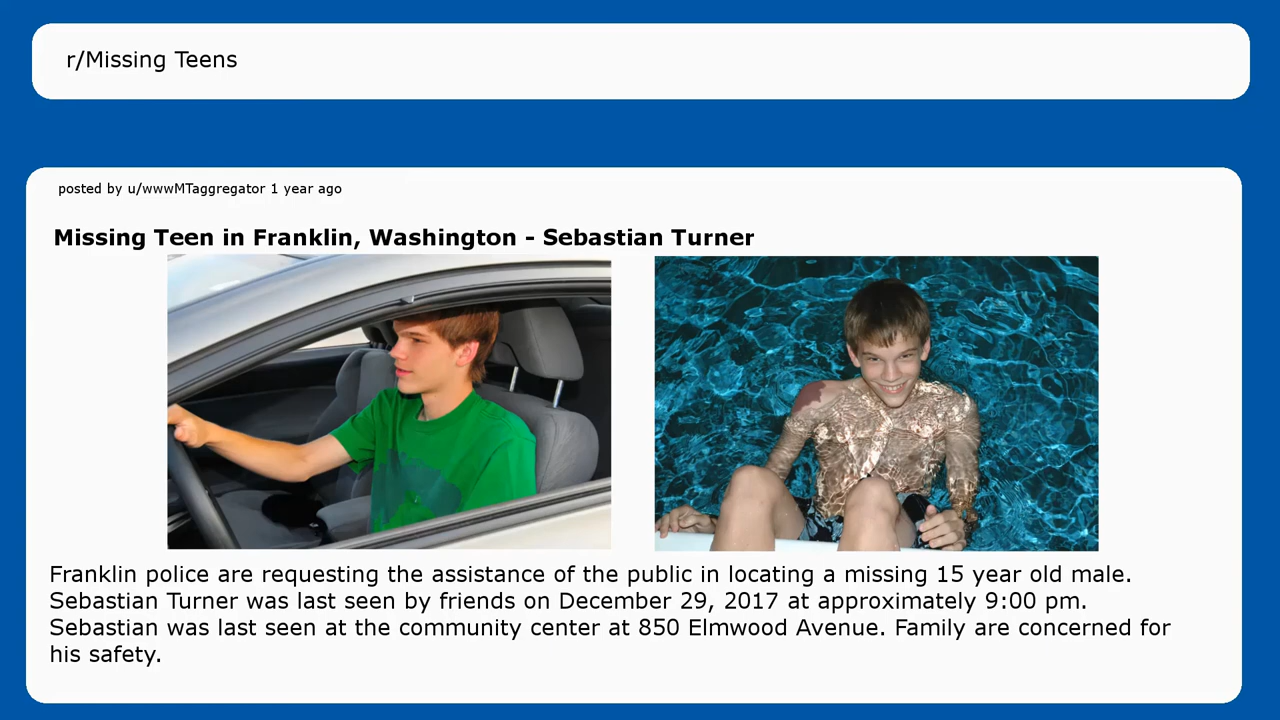 r/Missing Teens
posted by u/wwwMTaggregator 1 year ago
Missing Teen in Franklin, Washington - Sebastian Turner
Franklin police are requesting the assistance of the public in locating a missing 15 year old male.
Sebastian Turner was last seen by friends on December 29, 2017 at approximately 9:00 pm.
Sebastian was last seen at the community center at 850 Elmwood Avenue. Family are concerned for
his safety.